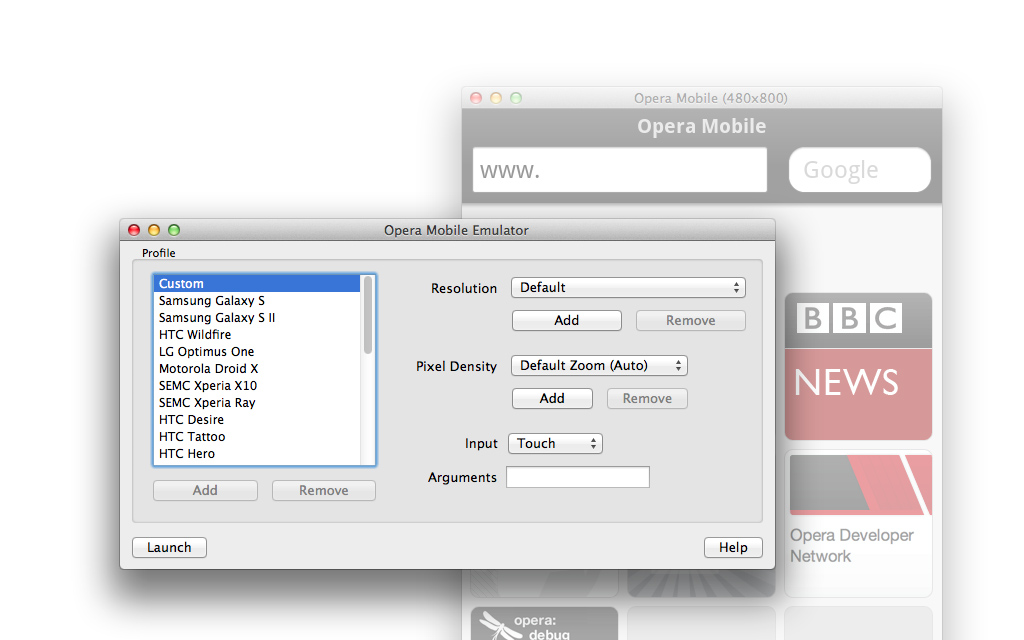 Opera Mobile (480x800)
Opera Mobile
www.
Google
Opera Mobile Emulator
Profile
Custom
Samsung Galaxy S
Samsung Galaxy S II
HTC Wildfire
LG Optimus One
Motorola Droid X
SEMC Xperia X10
SEMC Xperia Ray
HTC Desire
HTC Tattoo
HTC Hero
Add
Remove
Resolution
Default
Add
Remove
Pixel Density
Default Zoom (Auto)
Add
Remove
Input
Touch
Arguments
Launch
Help
BBC
NEWS
Opera Developer
Network
opera:
debug